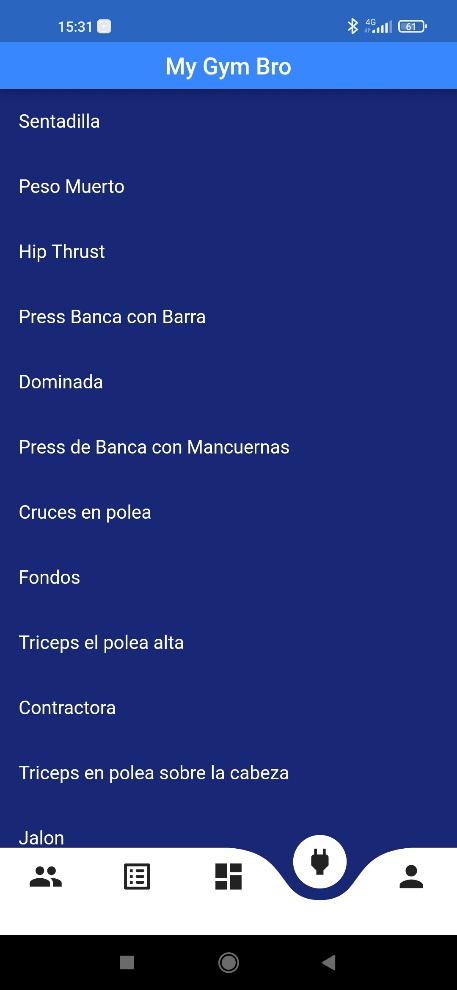 15:31
4G
61
My Gym Bro
Sentadilla
Peso Muerto
Hip Thrust
Press Banca con Barra
Dominada
Press de Banca con Mancuernas
Cruces en polea
Fondos
Triceps el polea alta
Contractora
Triceps en polea sobre la cabeza
Jalon